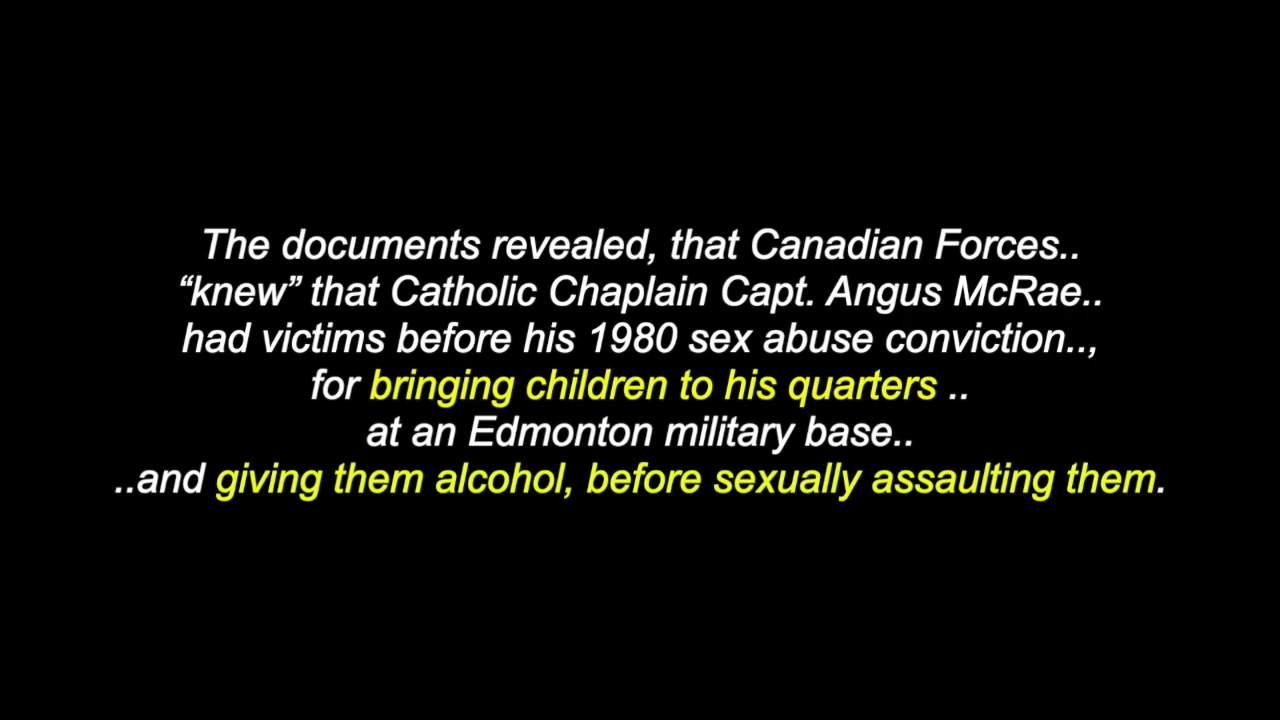 The documents revealed, that Canadian Forces..
“knew” that Catholic Chaplain Capt. Angus McRae..
had victims before his 1980 sex abuse conviction..,
for bringing children to his quarters ..
at an Edmonton military base..
..and giving them alcohol, before sexually assaulting them.